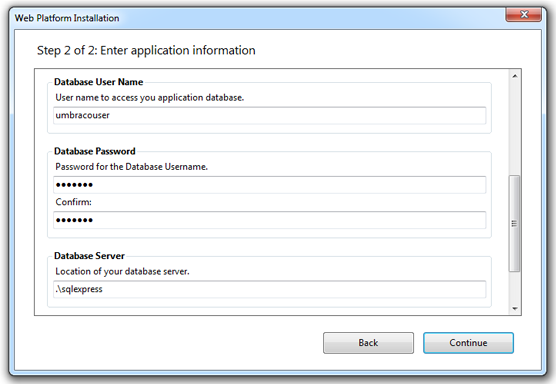 Web Platform Installation
Step 2 of 2: Enter application information
Database User Name
User name to access you application database.
umbracouser
Database Password
Password for the Database Username.
●●●●●●●
Confirm:
●●●●●●●
Database Server
Location of your database server.
.\sqlexpress
Back
Continue